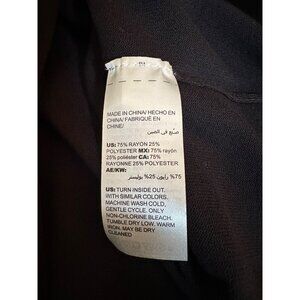 MADE IN CHINA/ HECHO EN
CHINA/ FABRIQUÉ EN
CHINE/
صنع في الصين
US: 75% RAYON 25%
POLYESTER MX: 75% rayón
25% poliéster CA: 75%
RAYONNE 25% POLYESTER
AE/KW:
75% رايون 25% بوليستر
US: TURN INSIDE OUT.
WITH SIMILAR COLORS,
MACHINE WASH COLD,
GENTLE CYCLE. ONLY
NON-CHLORINE BLEACH.
TUMBLE DRY LOW. WARM
IRON. MAY BE DRY
CLEANED